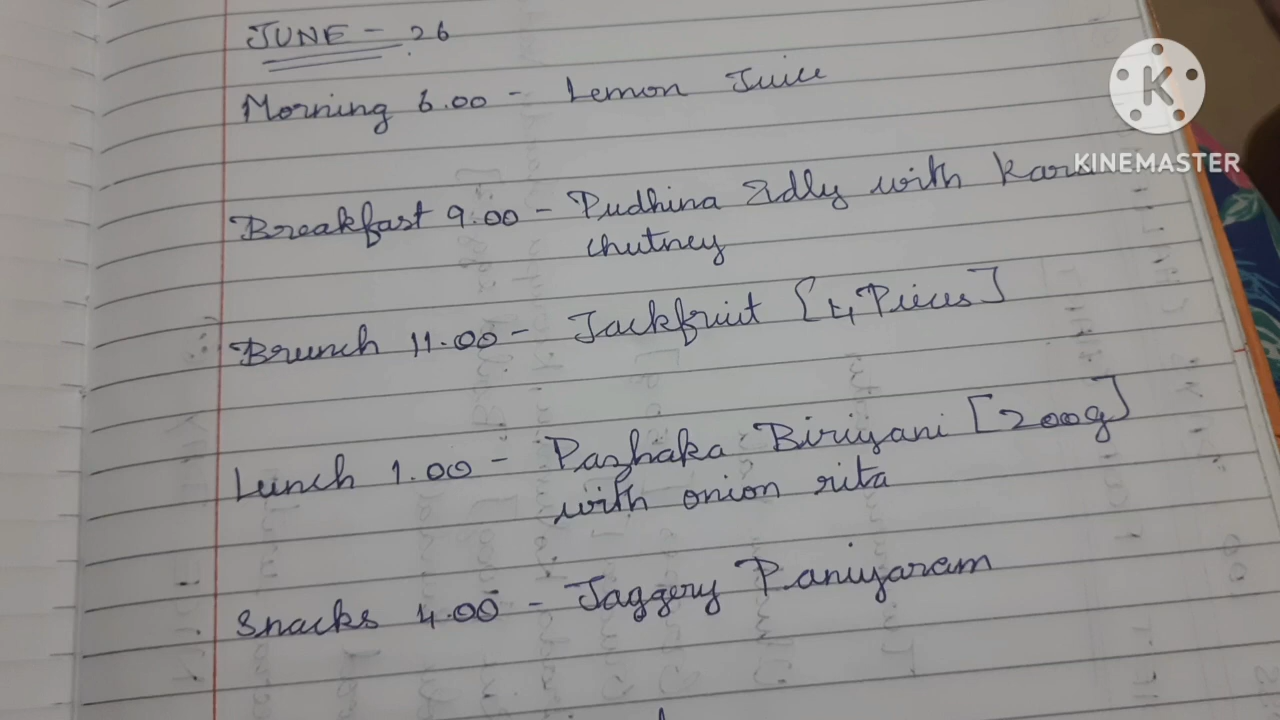 JUNE - 26
Morning 6.00 - Lemon Juice
K
KINEMASTER
Breakfast 9.00 - Pudhina Idly with
chutney
Brunch 11.00 - Jackfruit [4 Pieces]
Lunch 1.00 - Pazhaka Biriyani [200g]
with onion rita
Snacks 4.00 - Jaggery Paniyaram